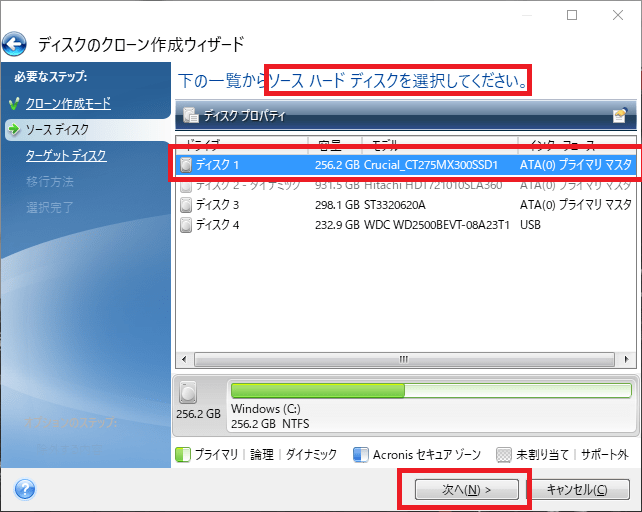 ディスクのクローン作成ウィザード
必要なステップ:
クローン作成モード
ソース ディスク
ターゲット ディスク
移行方法
選択完了
下の一覧からソース ハード ディスクを選択してください。
ディスク プロパティ
ドライブ 容量 モデル インターフェース
ディスク 1 256.2 GB Crucial_CT275MX300SSD1 ATA(0) プライマリ マスタ
ディスク 2 - ダイナミック 931.5 GB Hitachi HDT721010SLA360
ディスク 3 298.1 GB ST3320620A ATA(0) プライマリ マスタ
ディスク 4 232.9 GB WDC WD2500BEVT-08A23T1 USB
256.2 GB
Windows (C:)
256.2 GB NTFS
プライマリ | 論理 | ダイナミック Acronis セキュア ゾーン 未割り当て | サポート外
次へ(N) >
キャンセル(C)